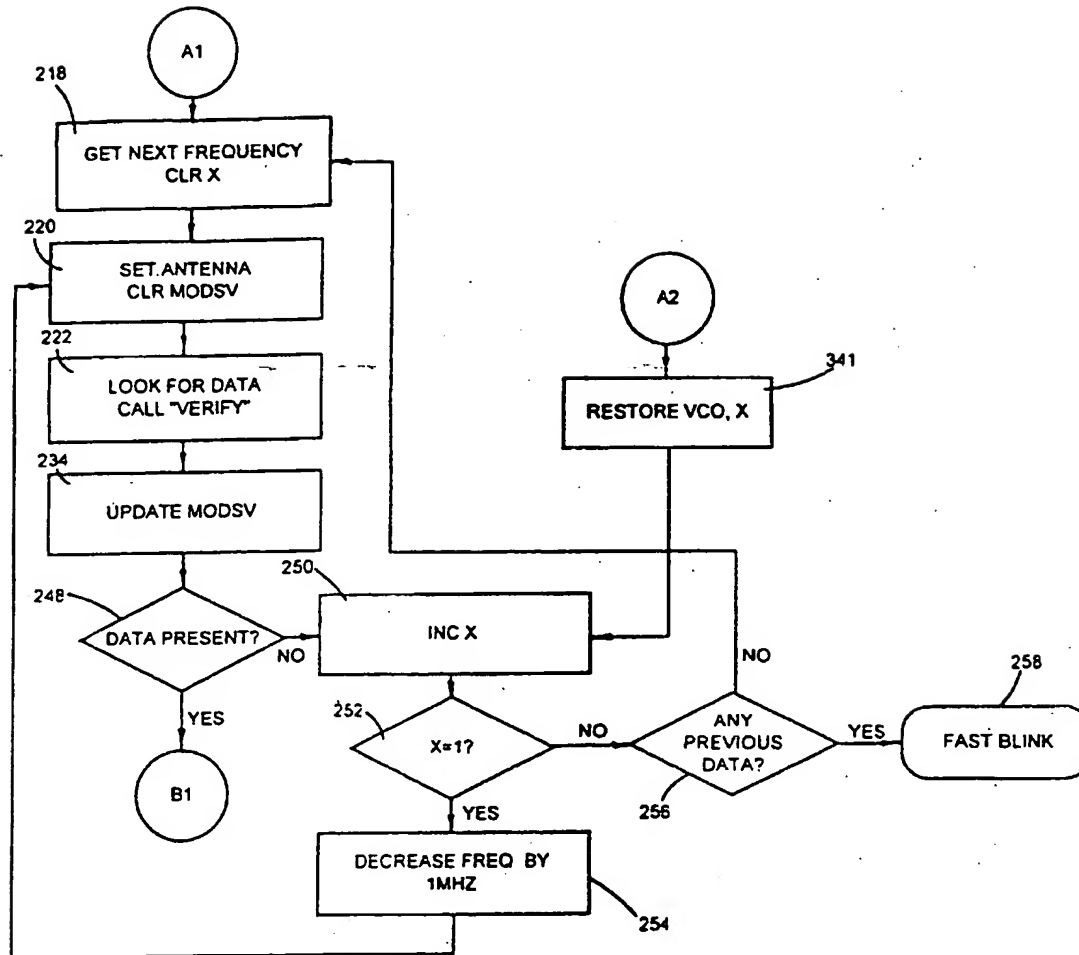 A1
218
GET NEXT FREQUENCY
CLR X
220
SET.ANTENNA
CLR MODSV
A2
222
LOOK FOR DATA
CALL "VERIFY"
341
RESTORE VCO, X
234
UPDATE MODSV
250
248
DATA PRESENT?
NO
INC X
NO
YES
252
X=1?
NO
ANY
PREVIOUS
DATA?
YES
258
FAST BLINK
256
B1
YES
DECREASE FREQ BY
1MHZ
254